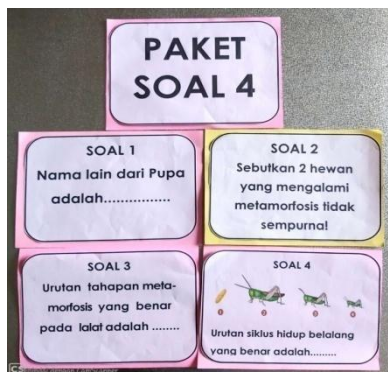 PAKET
SOAL 4
SOAL 1
Nama lain dari Pupa
adalah................
SOAL 2
Sebutkan 2 hewan
yang mengalami
metamorfosis tidak
sempurna!
SOAL 3
Urutan tahapan meta-
morfosis yang benar
pada lalat adalah ........
SOAL 4
Urutan siklus hidup belalang
yang benar adalah.........